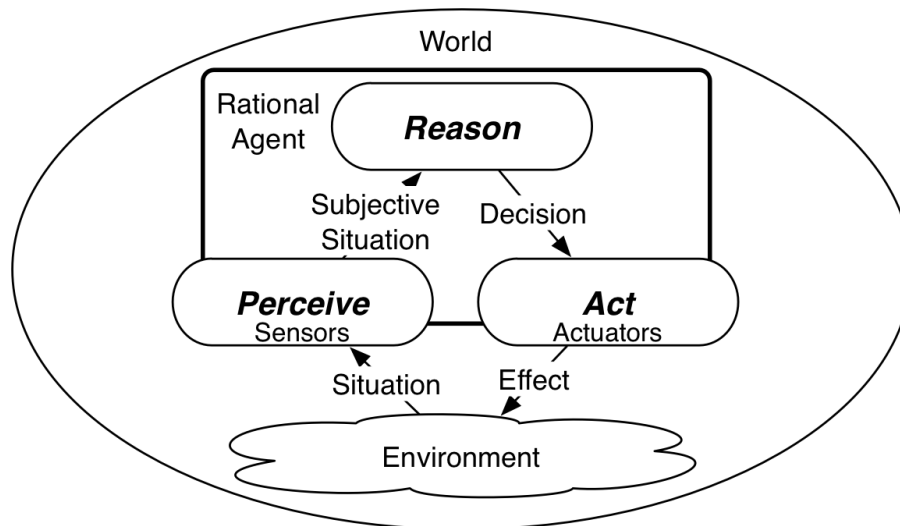 World
Rational
Agent
Reason
Subjective
Situation
Decision
Perceive
Sensors
Act
Actuators
Situation
Effect
Environment